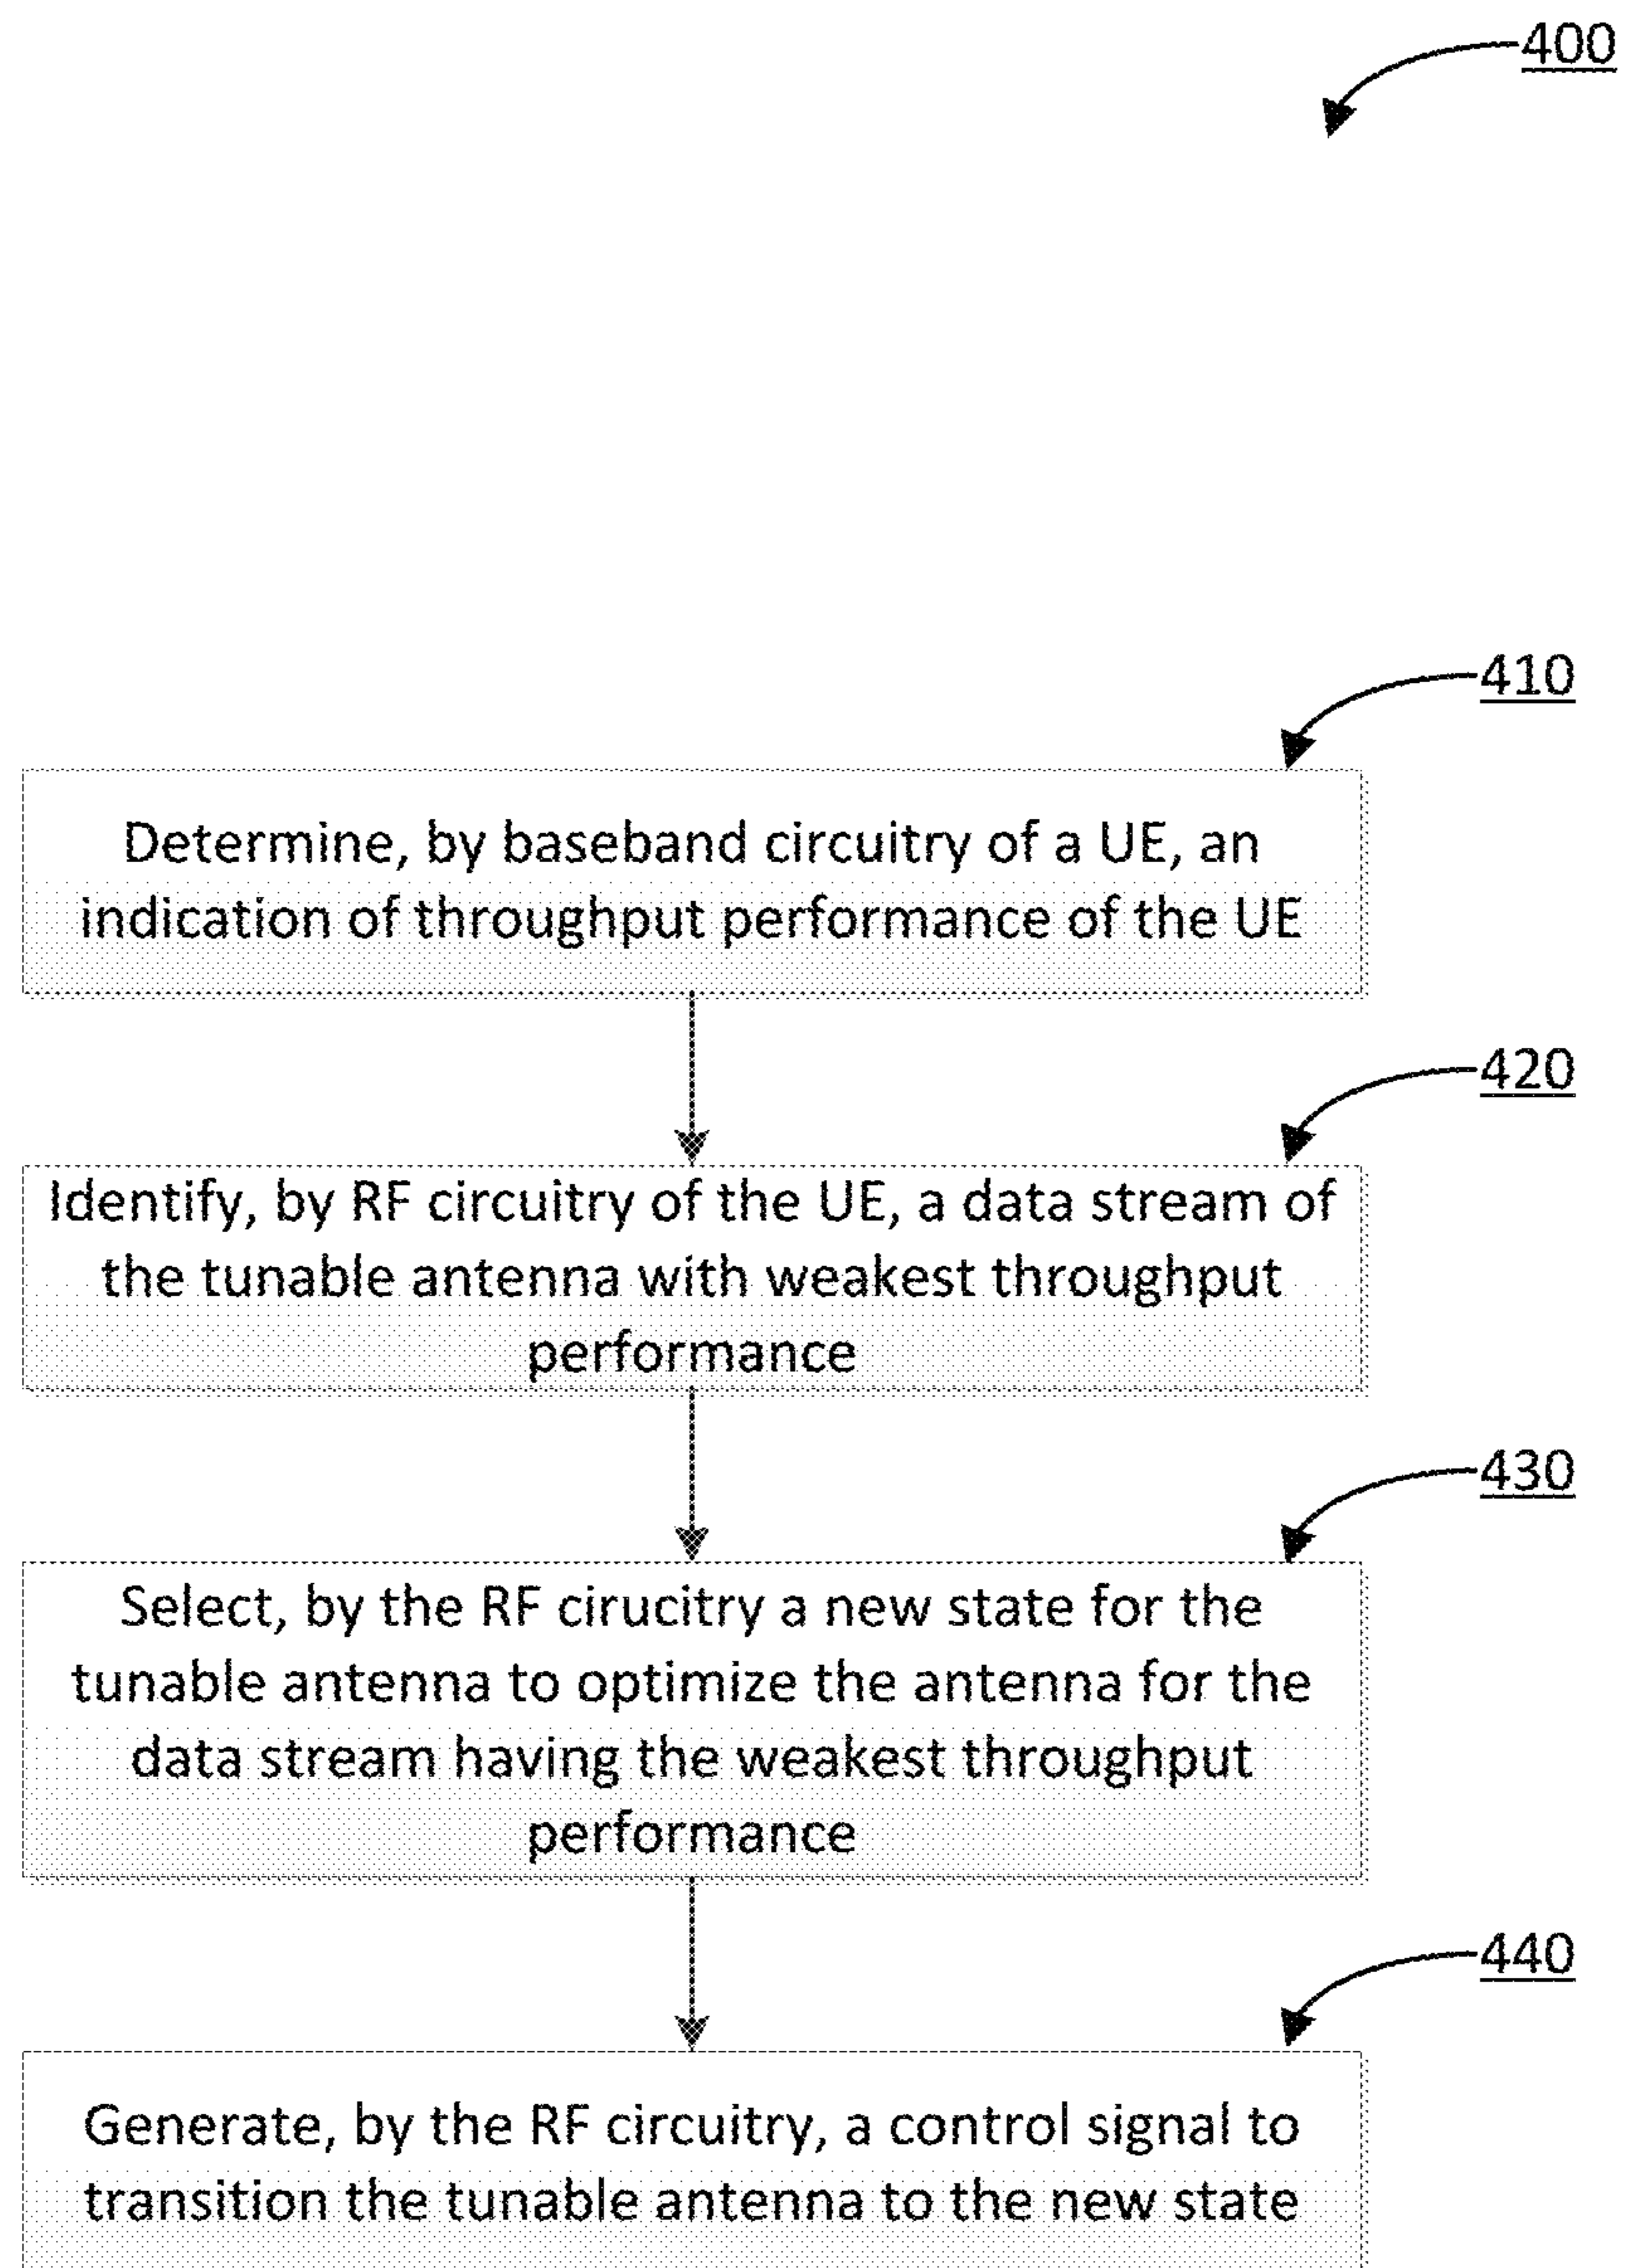 400
410
Determine, by baseband circuitry of a UE, an
indication of throughput performance of the UE
420
Identify, by RF circuitry of the UE, a data stream of
the tunable antenna with weakest throughput
performance
430
Select, by the RF cirucitry a new state for the
tunable antenna to optimize the antenna for the
data stream having the weakest throughput
performance
440
Generate, by the RF circuitry, a control signal to
transition the tunable antenna to the new state